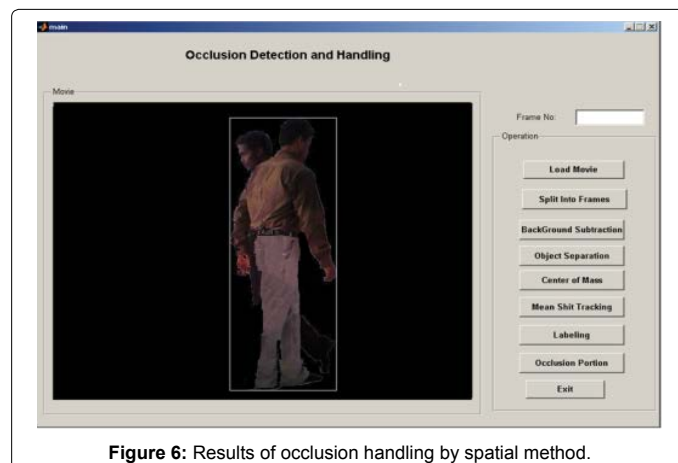 main
Occlusion Detection and Handling
Movie
Frame No:
Operation
Load Movie
Split Into Frames
BackGround Subtraction
Object Separation
Center of Mass
Mean Shit Tracking
Labeling
Occlusion Portion
Exit
Figure 6: Results of occlusion handling by spatial method.